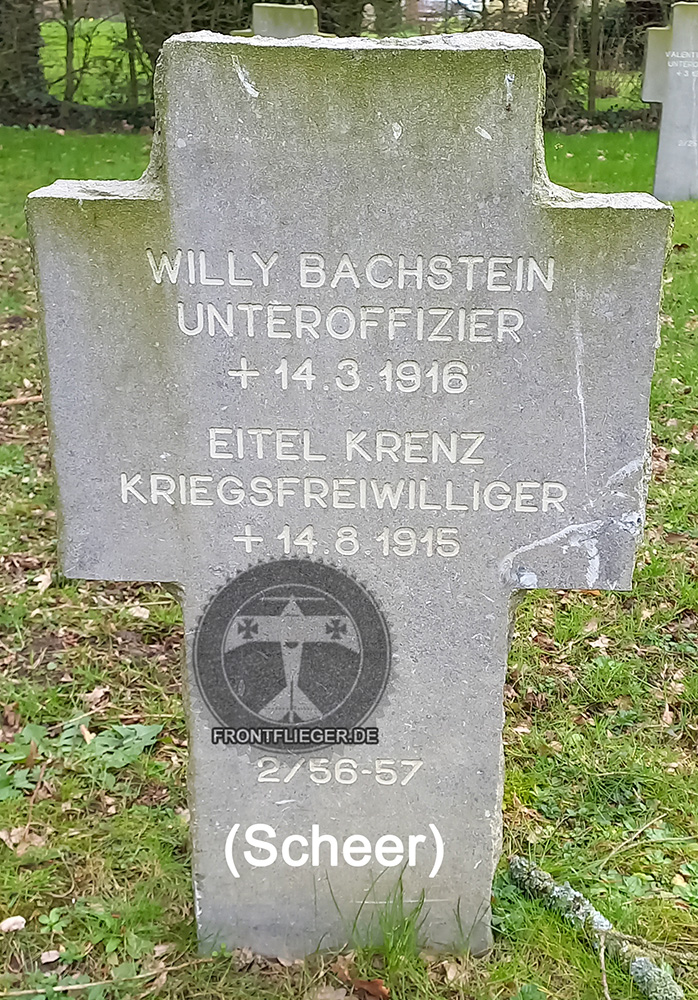 WILLY BACHSTEIN
UNTEROFFIZIER
+ 14.3.1916
EITEL KRENZ
KRIEGSFREIWILLIGER
+ 14.8.1915
FRONTFLIEGER.DE
2/56-57
(Scheer)